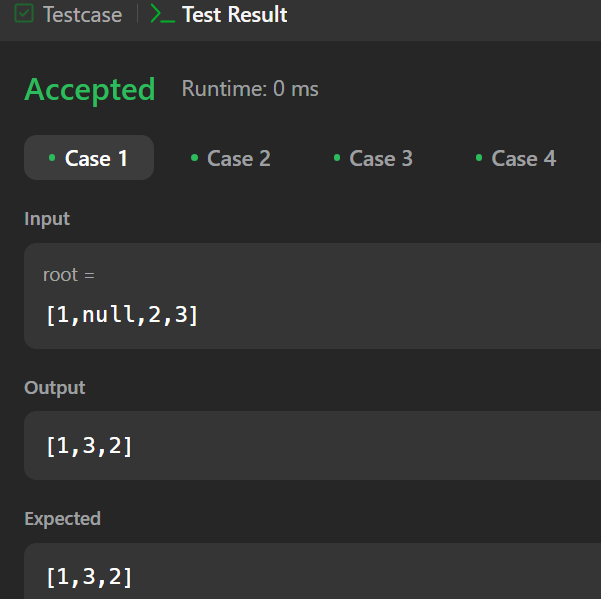 Testcase | Test Result
Accepted Runtime: 0 ms
Case 1 Case 2 Case 3 Case 4
Input
root =
[1,null,2,3]
Output
[1,3,2]
Expected
[1,3,2]